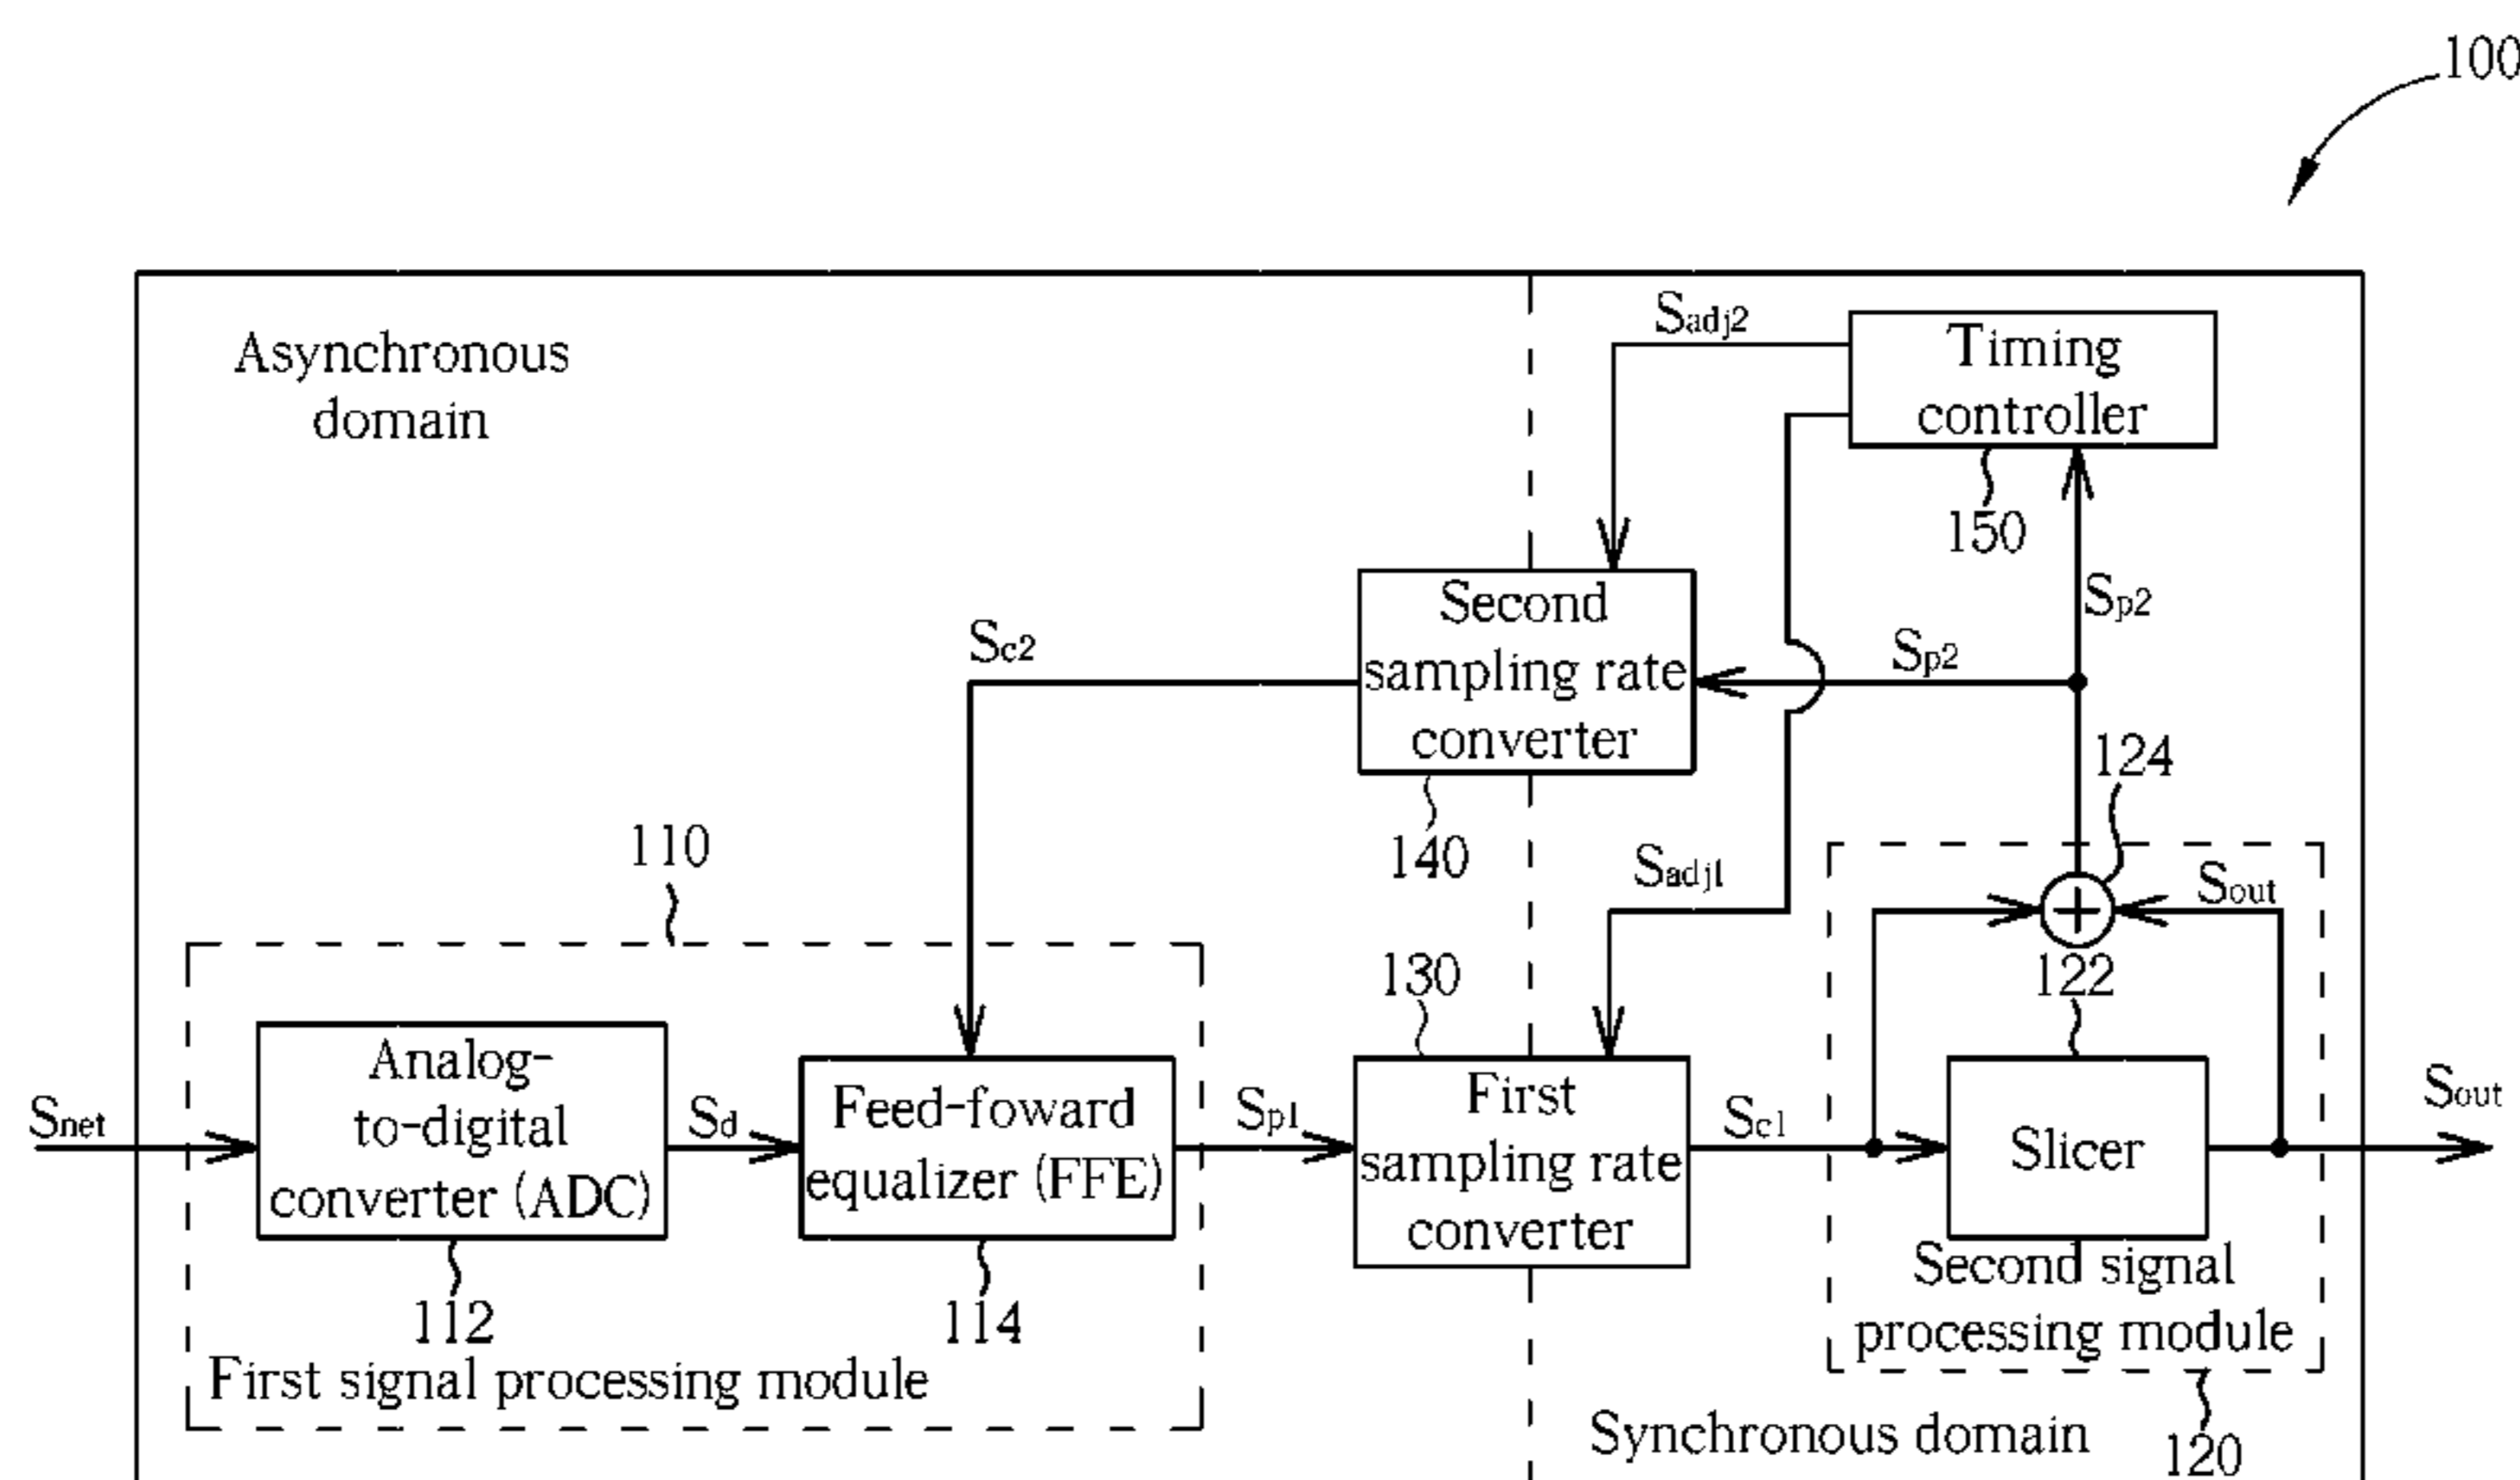 100
Asynchronous
domain
Sadj2
Timing
controller
150
Sp2
Second
sampling rate
converter
Sp2
Sc2
124
140
110
Sadj1
Sout
122
130
Analog-
to-digital
converter (ADC)
Feed-foward
equalizer (FFE)
First
sampling rate
converter
Slicer
Snet
Sd
Sp1
Sc1
Sout
112
114
Second signal
processing module
First signal processing module
Synchronous domain
120